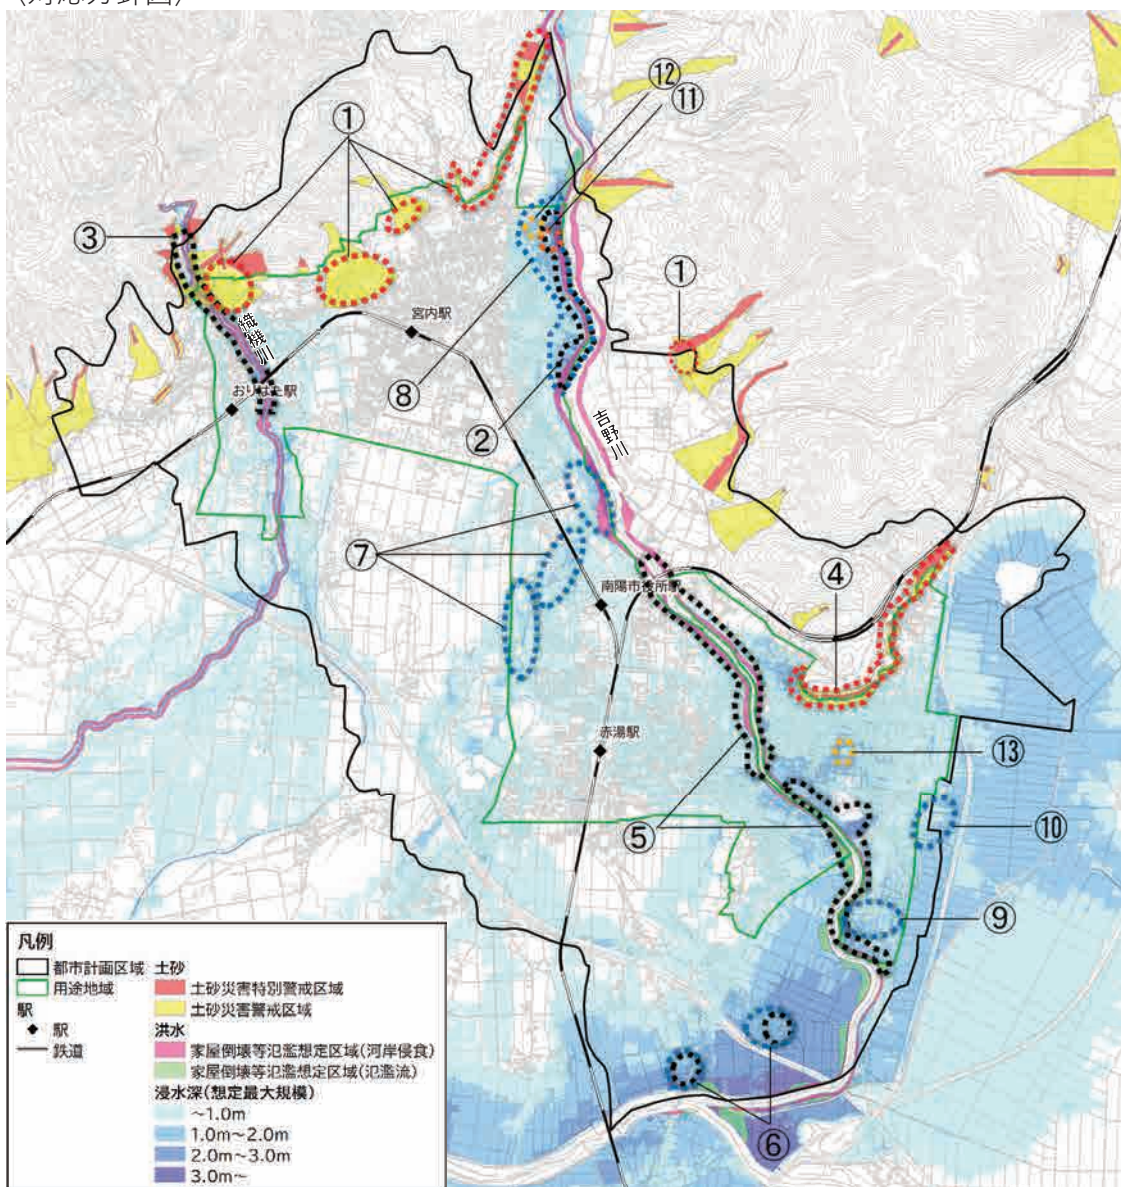 (対応方針図)
⑫
⑪
①
③
①
織機川
宮内駅
おりはた駅
⑧
②
吉野川
⑦
南陽市役所駅
④
赤湯駅
⑬
⑤
⑩
⑨
⑥
凡例
都市計画区域
用途地域
駅
駅
鉄道
土砂
土砂災害特別警戒区域
土砂災害警戒区域
洪水
家屋倒壊等氾濫想定区域(河岸侵食)
家屋倒壊等氾濫想定区域(氾濫流)
浸水深(想定最大規模)
~1.0m
1.0m~2.0m
2.0m~3.0m
3.0m~